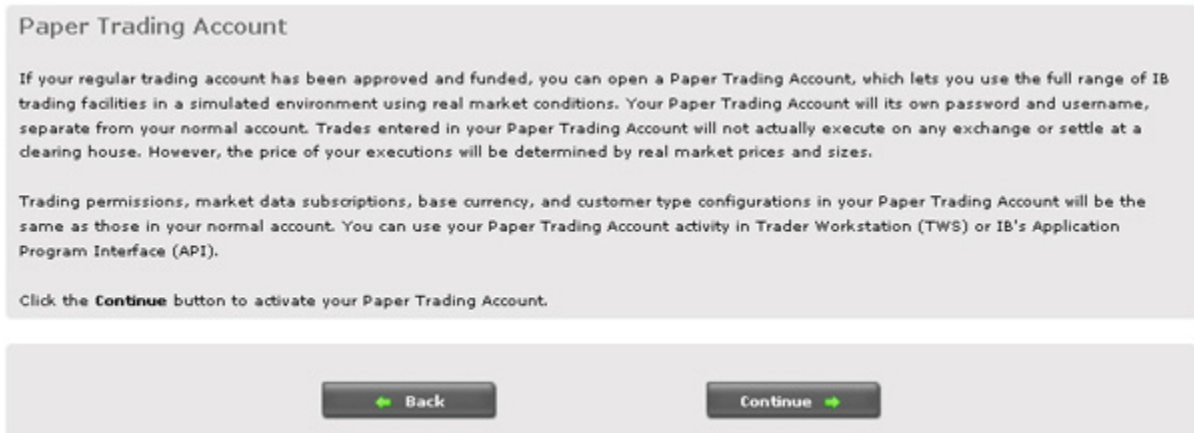 Paper Trading Account
If your regular trading account has been approved and funded, you can open a Paper Trading Account, which lets you use the full range of IB
trading facilities in a simulated environment using real market conditions. Your Paper Trading Account will its own password and username,
separate from your normal account. Trades entered in your Paper Trading Account will not actually execute on any exchange or settle at a
clearing house. However, the price of your executions will be determined by real market prices and sizes.
Trading permissions, market data subscriptions, base currency, and customer type configurations in your Paper Trading Account will be the
same as those in your normal account. You can use your Paper Trading Account activity in Trader Workstation (TWS) or IB's Application
Program Interface (API).
Click the Continue button to activate your Paper Trading Account.
Back
Continue